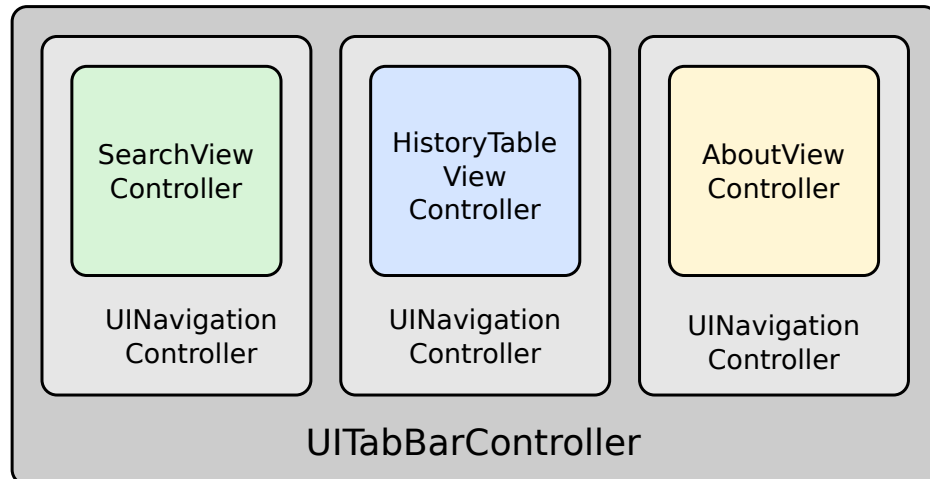 SearchView
Controller
HistoryTable
View
Controller
AboutView
Controller
UINavigation
Controller
UINavigation
Controller
UINavigation
Controller
UITabBarController